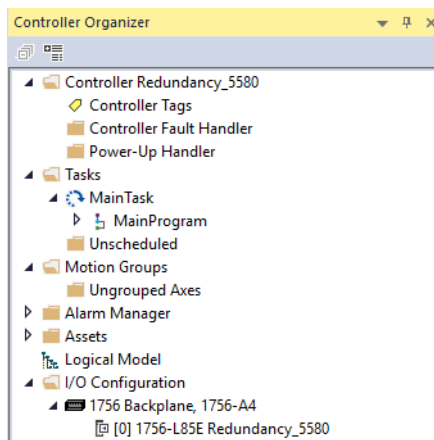 Controller Organizer
Controller Redundancy_5580
Controller Tags
Controller Fault Handler
Power-Up Handler
Tasks
MainTask
MainProgram
Unscheduled
Motion Groups
Ungrouped Axes
Alarm Manager
Assets
Logical Model
I/O Configuration
1756 Backplane, 1756-A4
[0] 1756-L85E Redundancy_5580